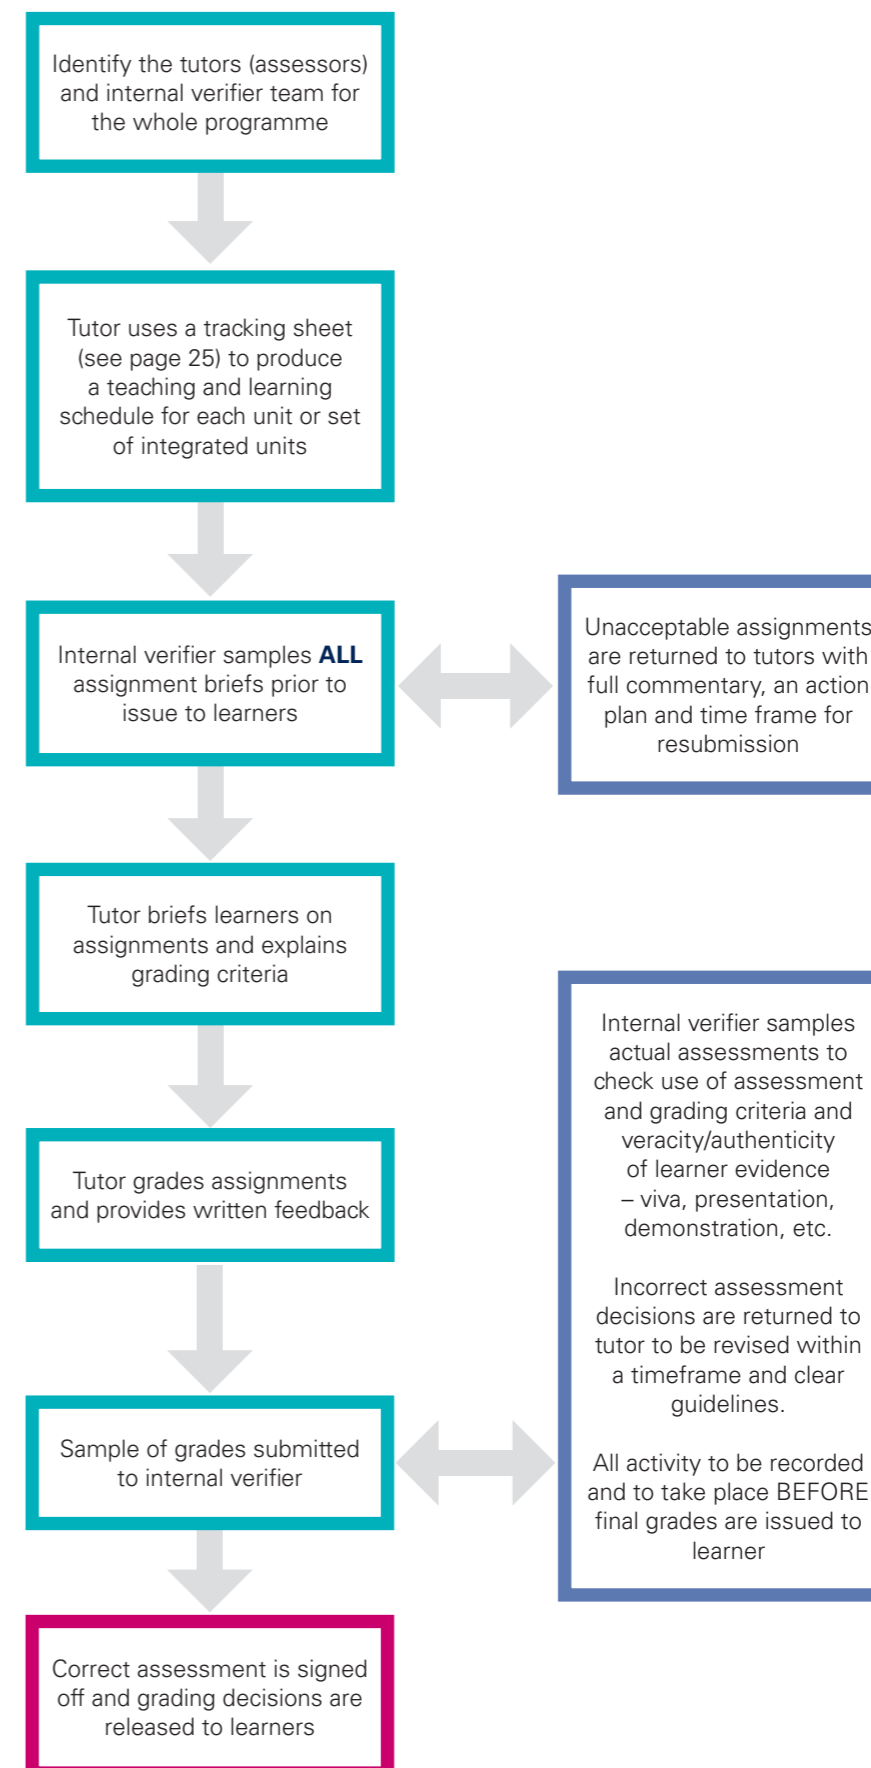 Identify the tutors (assessors)
and internal verifier team for
the whole programme
Tutor uses a tracking sheet
(see page 25) to produce
a teaching and learning
schedule for each unit or set
of integrated units
Internal verifier samples ALL
assignment briefs prior to
issue to learners
Unacceptable assignments
are returned to tutors with
full commentary, an action
plan and time frame for
resubmission
Tutor briefs learners on
assignments and explains
grading criteria
Tutor grades assignments
and provides written feedback
Internal verifier samples
actual assessments to
check use of assessment
and grading criteria and
veracity/authenticity
of learner evidence
– viva, presentation,
demonstration, etc.
Incorrect assessment
decisions are returned to
tutor to be revised within
a timeframe and clear
guidelines.
All activity to be recorded
and to take place BEFORE
final grades are issued to
learner
Sample of grades submitted
to internal verifier
Correct assessment is signed
off and grading decisions are
released to learners